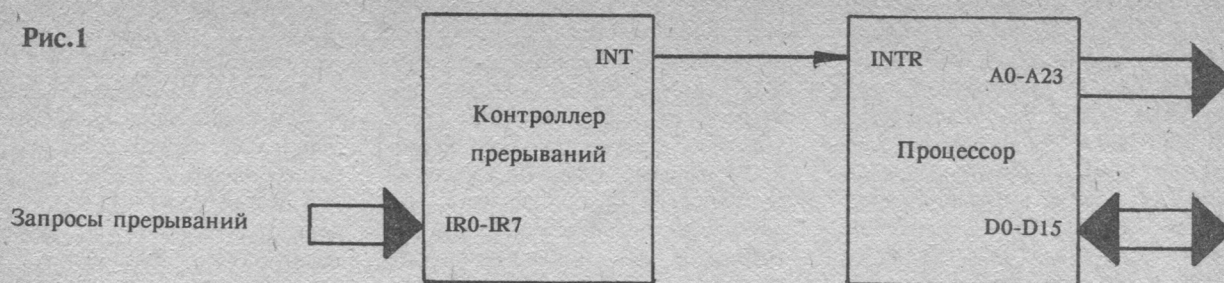 Рис.1
INT
INTR
A0-A23
Контроллер
прерываний
Процессор
Запросы прерываний
IR0-IR7
D0-D15